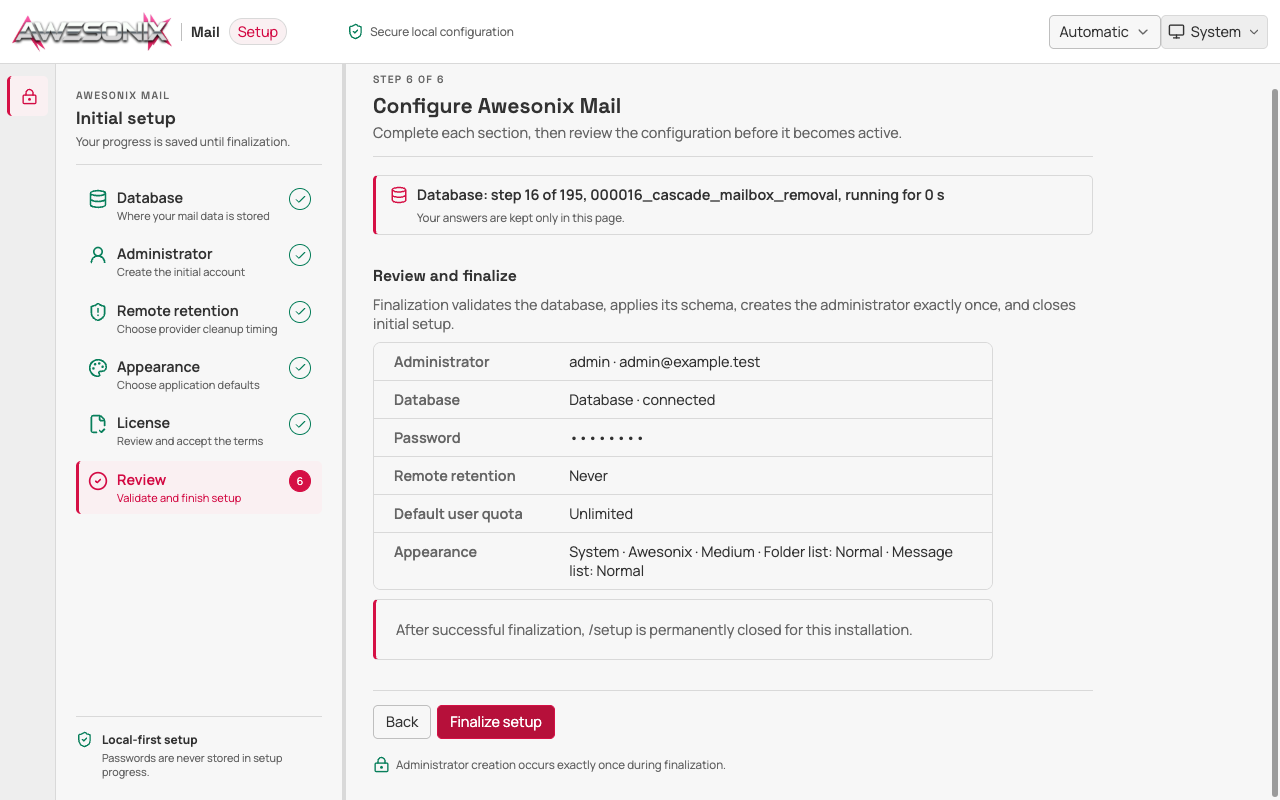 AWESONIX
Mail
Setup
Secure local configuration
Automatic
System
AWESONIX MAIL
Initial setup
Your progress is saved until finalization.
Database
Where your mail data is stored
Administrator
Create the initial account
Remote retention
Choose provider cleanup timing
Appearance
Choose application defaults
License
Review and accept the terms
Review
Validate and finish setup
6
Local-first setup
Passwords are never stored in setup
progress.
STEP 6 OF 6
Configure Awesonix Mail
Complete each section, then review the configuration before it becomes active.
Database: step 16 of 195, 000016_cascade_mailbox_removal, running for 0 s
Your answers are kept only in this page.
Review and finalize
Finalization validates the database, applies its schema, creates the administrator exactly once, and closes
initial setup.
Administrator admin · admin@example.test
Database Database · connected
Password ••••••••
Remote retention Never
Default user quota Unlimited
Appearance System · Awesonix · Medium · Folder list: Normal · Message
list: Normal
After successful finalization, /setup is permanently closed for this installation.
Back
Finalize setup
Administrator creation occurs exactly once during finalization.